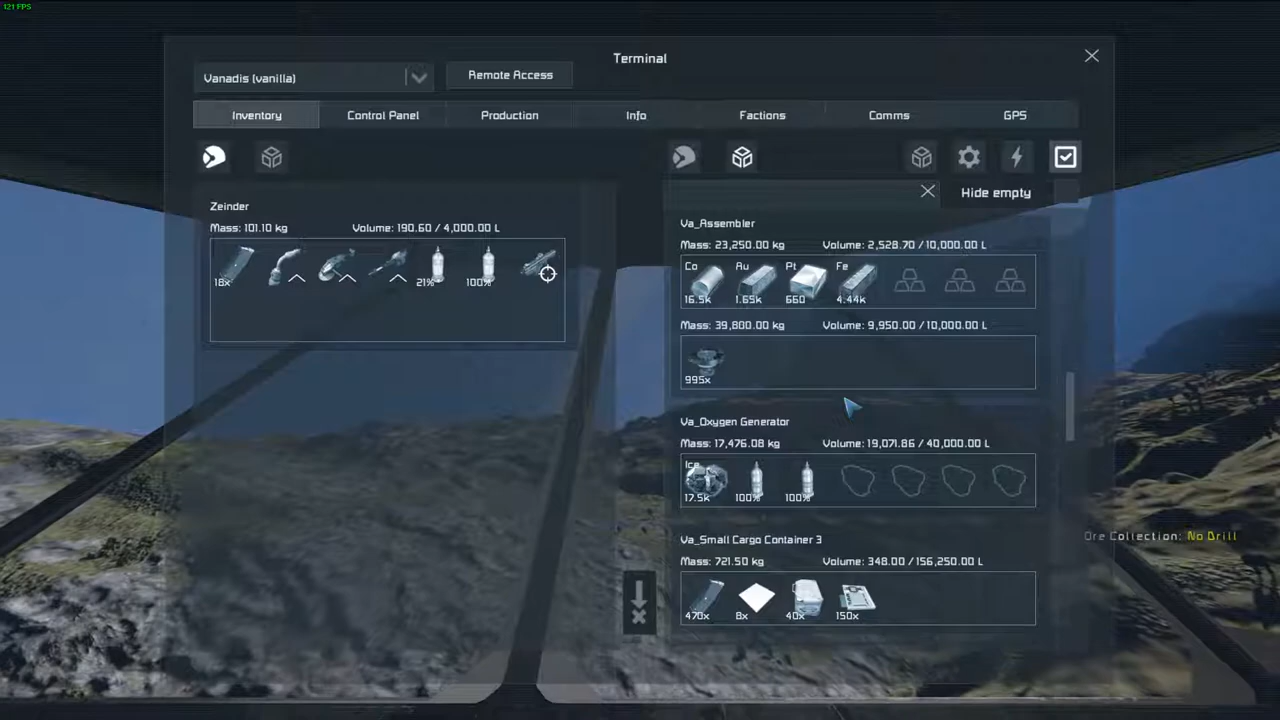 121 FPS
Terminal
Vanadis (vanilla)
Remote Access
Inventory
Control Panel
Production
Info
Factions
Comms
GPS
Hide empty
Zeinder
Mass: 101.10 kg
Volume: 190.60 / 4,000.00 L
18x
21%
100%
Va_Assembler
Mass: 23,250.00 kg
Volume: 2,528.70 / 10,000.00 L
Co
Au
Pt
Fe
16.5k
1.65k
660
4.44k
Mass: 39,800.00 kg
Volume: 9,950.00 / 10,000.00 L
995x
Va_Oxygen Generator
Mass: 17,476.08 kg
Volume: 19,071.86 / 40,000.00 L
Ice
17.5k
100%
100%
Ore Collection: No Drill
Va_Small Cargo Container 3
Mass: 721.50 kg
Volume: 348.00 / 156,250.00 L
470x
8x
40x
150x